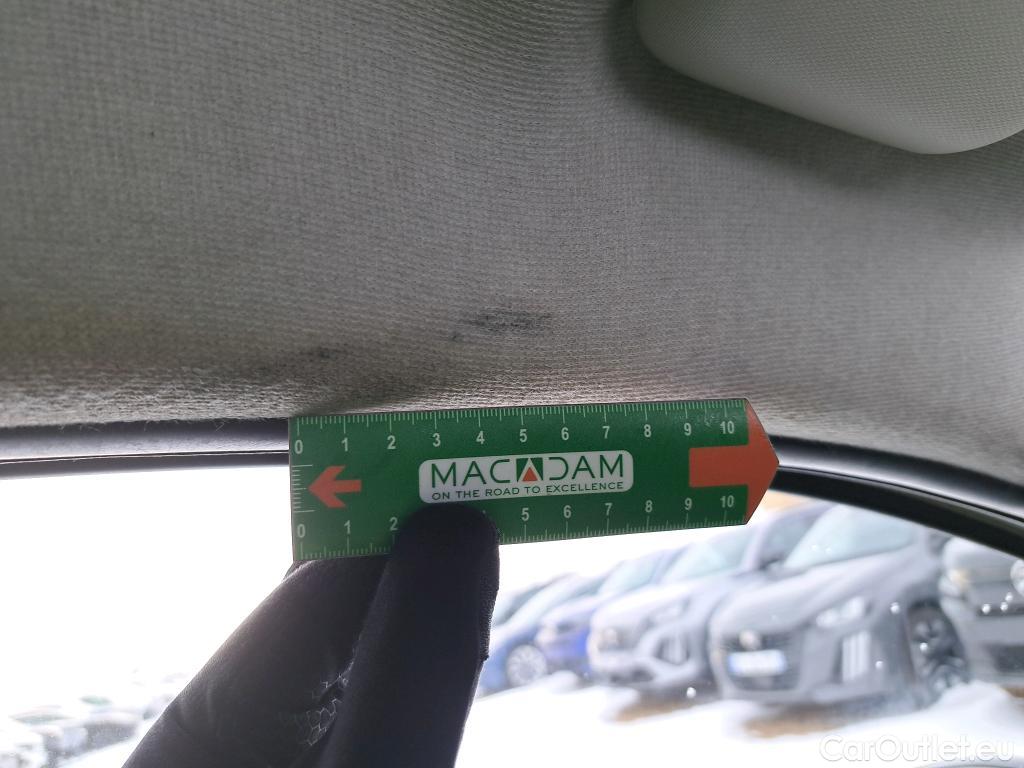 0 1 2 3 4 5 6 7 8 9 10
MACADAM
ON THE ROAD TO EXCELLENCE
0 1 2 5 6 7 8 9 10
CarOutlet.eu